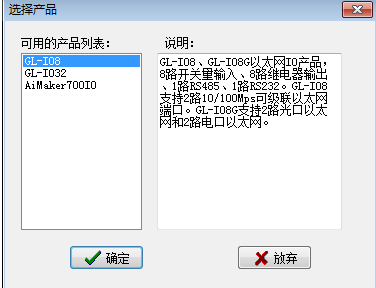 选择产品
可用的产品列表：
GL-IO8
GL-IO32
AiMaker700IO
说明：
GL-IO8、GL-IO8G以太网IO产品，
8路开关量输入、8路继电器输出
、1路RS485、1路RS232。GL-IO8
支持2路10/100Mps可级联以太网
端口。GL-IO8G支持2路光口以太
网和2路电口以太网。
确定
放弃